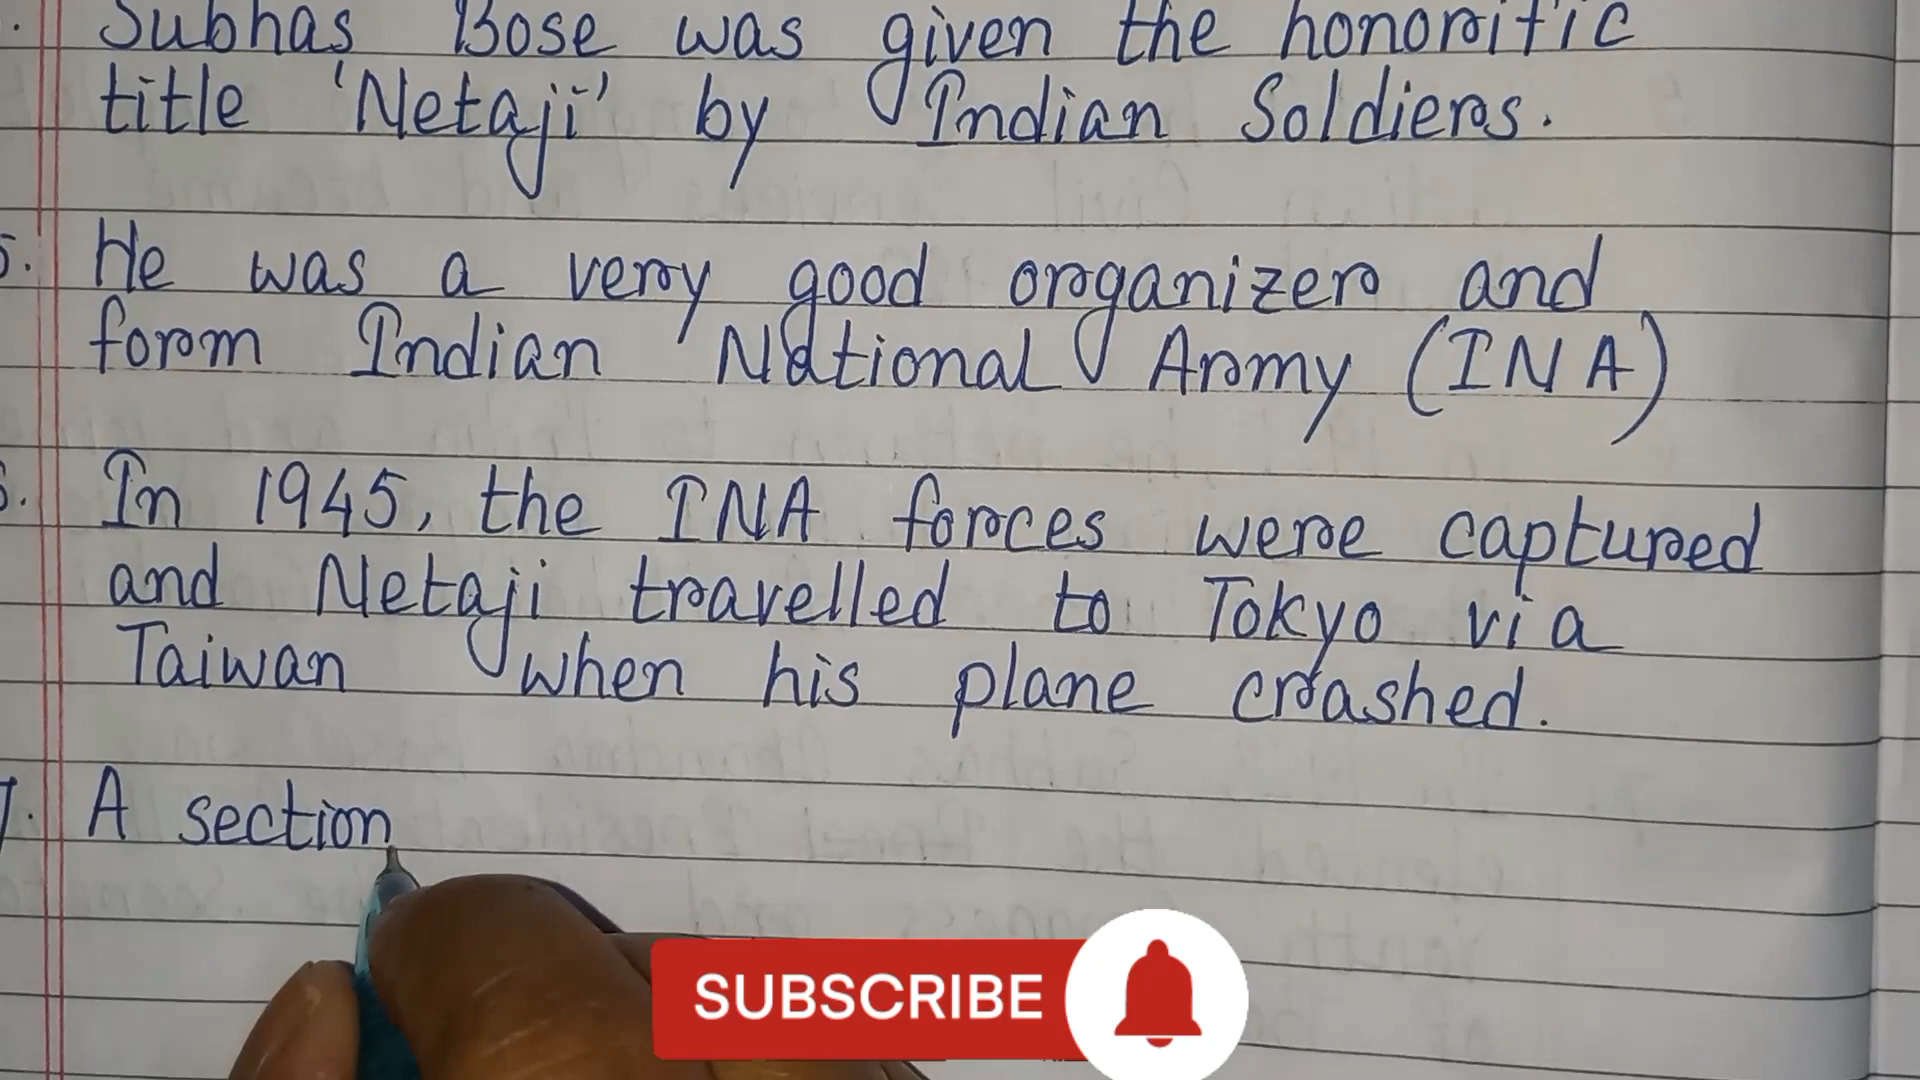 Subhas Bose was given the honorific
title 'Netaji' by Indian Soldiers.
5. He was a very good organizer and
form Indian National Army (INA)
6. In 1945, the INA forces were captured
and Netaji travelled to Tokyo via
Taiwan when his plane crashed.
7. A section
SUBSCRIBE